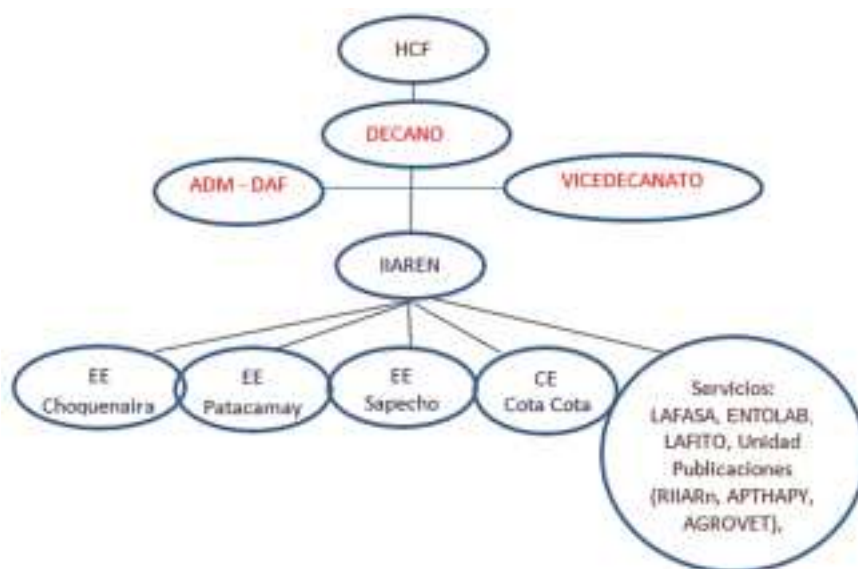 HCF
DECANO
ADM - DAF
VICEDECANATO
IIAREN
EE
Choquenaira
EE
Patacamay
EE
Sapecho
CE
Cota Cota
Servicios:
LAFASA, ENTOLAB,
LAFITO, Unidad
Publicaciones
(RIIARn, APTHAPY,
AGROVET),